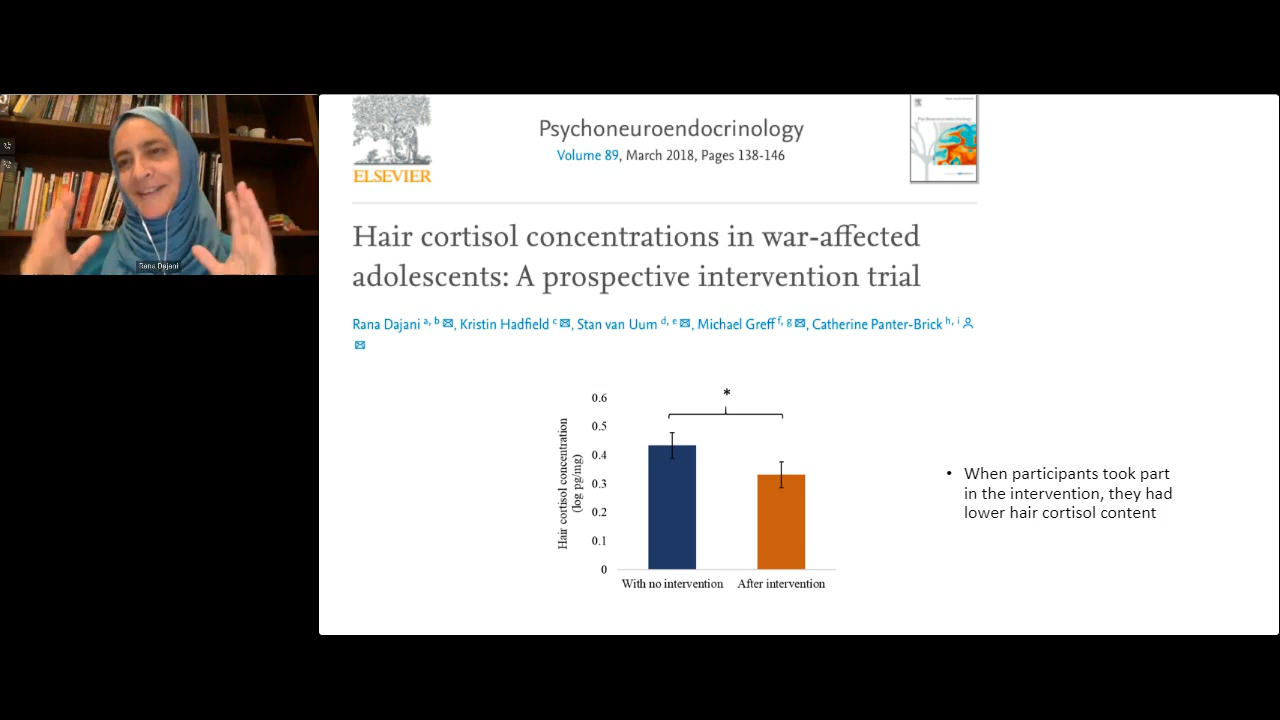 Rana Dajani
ELSEVIER
Psychoneuroendocrinology
Volume 89, March 2018, Pages 138-146
Hair cortisol concentrations in war-affected
adolescents: A prospective intervention trial
Rana Dajani a, b, Kristin Hadfield c, Stan van Uum d, e, Michael Greff f, g, Catherine Panter-Brick h, i
*
Hair cortisol concentration
(log pg/mg)
0.6
0.5
0.4
0.3
0.2
0.1
0
With no intervention
After intervention
• When participants took part
in the intervention, they had
lower hair cortisol content